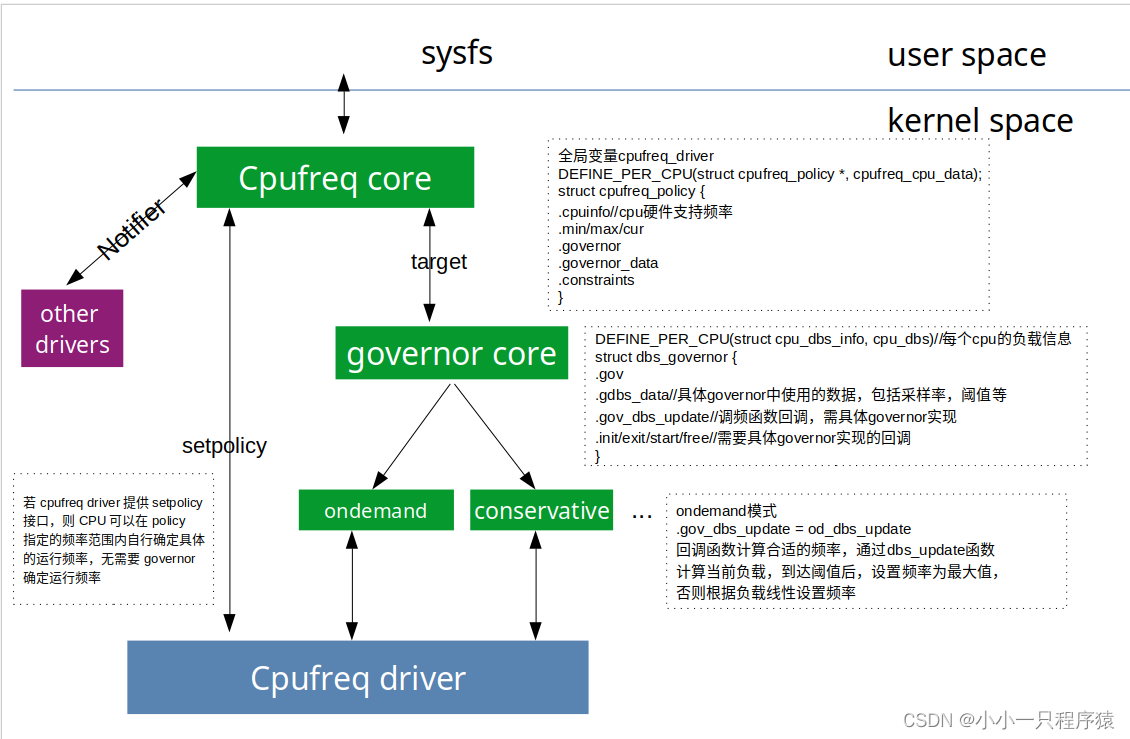 sysfs
user space
kernel space
Cpufreq core
全局变量cpufreq_driver
DEFINE_PER_CPU(struct cpufreq_policy *, cpufreq_cpu_data);
struct cpufreq_policy {
.cpuinfo//cpu硬件支持频率
.min/max/cur
.governor
.governor_data
.constraints
}
Notifier
target
other
drivers
governor core
DEFINE_PER_CPU(struct cpu_dbs_info, cpu_dbs)//每个cpu的负载信息
struct dbs_governor {
.gov
.gdbs_data//具体governor中使用的数据，包括采样率，阈值等
.gov_dbs_update//调频函数回调，需具体governor实现
.init/exit/start/free//需要具体governor实现的回调
}
setpolicy
若 cpufreq driver 提供 setpolicy
接口，则 CPU 可以在 policy
指定的频率范围内自行确定具体
的运行频率，无需要 governor
确定运行频率
ondemand
conservative
...
ondemand模式
.gov_dbs_update = od_dbs_update
回调函数计算合适的频率，通过dbs_update函数
计算当前负载，到达阈值后，设置频率为最大值，
否则根据负载线性设置频率
Cpufreq driver
CSDN @小小一只程序猿